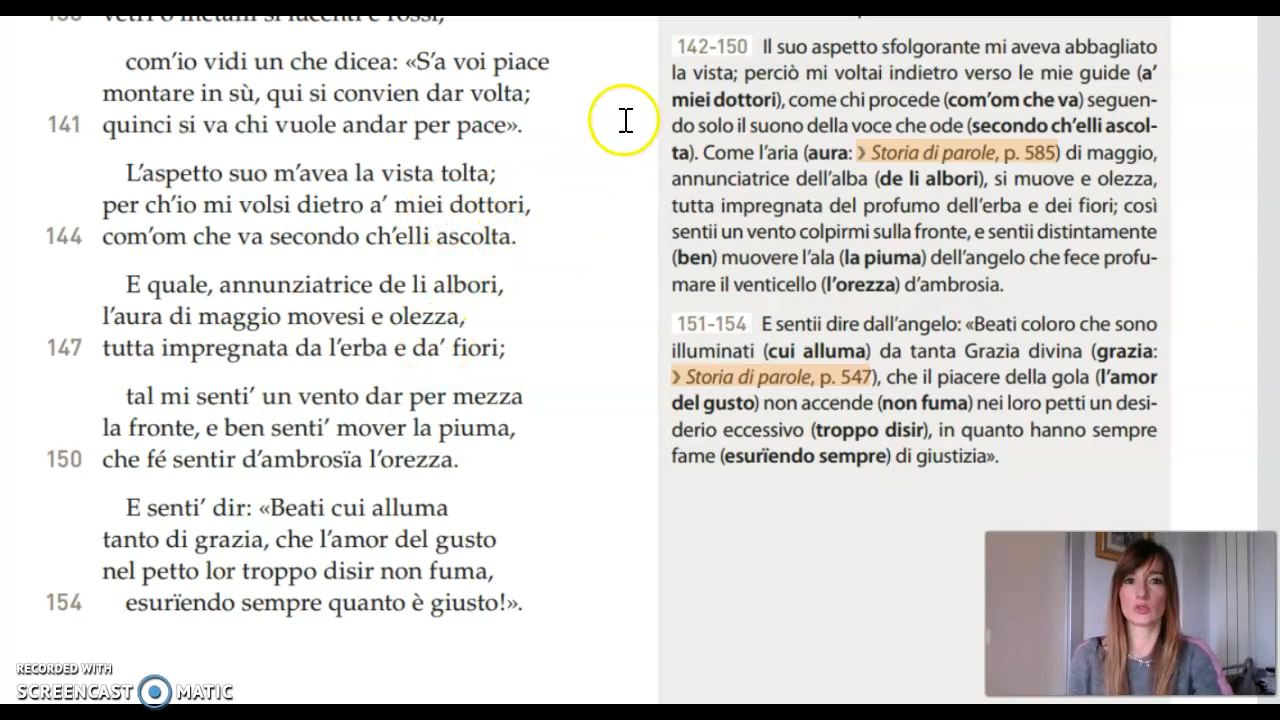 vetri o metalli sì lucenti e rossi,
com'io vidi un che dicea: «S'a voi piace
montare in sù, qui si convien dar volta;
141 quinci si va chi vuole andar per pace».
L'aspetto suo m'avea la vista tolta;
per ch'io mi volsi dietro a' miei dottori,
144 com'om che va secondo ch'elli ascolta.
E quale, annunziatrice de li albori,
l'aura di maggio movesi e olezza,
147 tutta impregnata da l'erba e da' fiori;
tal mi senti' un vento dar per mezza
la fronte, e ben senti' mover la piuma,
150 che fé sentir d'ambrosïa l'orezza.
E senti' dir: «Beati cui alluma
tanto di grazia, che l'amor del gusto
nel petto lor troppo disir non fuma,
154 esurïendo sempre quanto è giusto!».
142-150 Il suo aspetto sfolgorante mi aveva abbagliato
la vista; perciò mi voltai indietro verso le mie guide (a'
miei dottori), come chi procede (com'om che va) seguen-
do solo il suono della voce che ode (secondo ch'elli ascol-
ta). Come l'aria (aura: › Storia di parole, p. 585) di maggio,
annunciatrice dell'alba (de li albori), si muove e olezza,
tutta impregnata del profumo dell'erba e dei fiori; così
sentii un vento colpirmi sulla fronte, e sentii distintamente
(ben) muovere l'ala (la piuma) dell'angelo che fece profu-
mare il venticello (l'orezza) d'ambrosia.
151-154 E sentii dire dall'angelo: «Beati coloro che sono
illuminati (cui alluma) da tanta Grazia divina (grazia:
› Storia di parole, p. 547), che il piacere della gola (l'amor
del gusto) non accende (non fuma) nei loro petti un desi-
derio eccessivo (troppo disir), in quanto hanno sempre
fame (esurïendo sempre) di giustizia».
RECORDED WITH
SCREENCAST MATIC